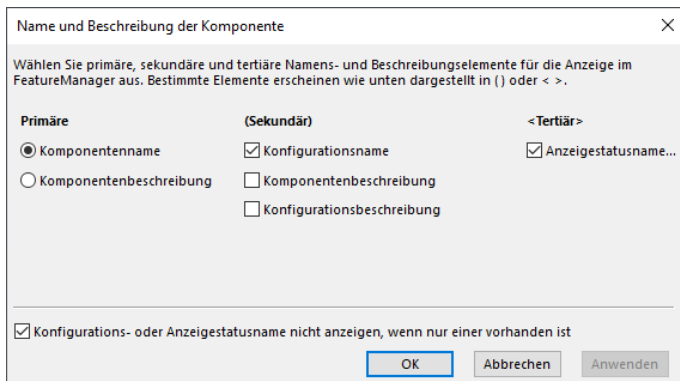 Name und Beschreibung der Komponente
Wählen Sie primäre, sekundäre und tertiäre Namens- und Beschreibungselemente für die Anzeige im
FeatureManager aus. Bestimmte Elemente erscheinen wie unten dargestellt in ( ) oder < >.
Primäre
(Sekundär)
<Tertiär>
Komponentenname
Konfigurationsname
Anzeigestatusname...
Komponentenbeschreibung
Komponentenbeschreibung
Konfigurationsbeschreibung
Konfigurations- oder Anzeigestatusname nicht anzeigen, wenn nur einer vorhanden ist
OK
Abbrechen
Anwenden